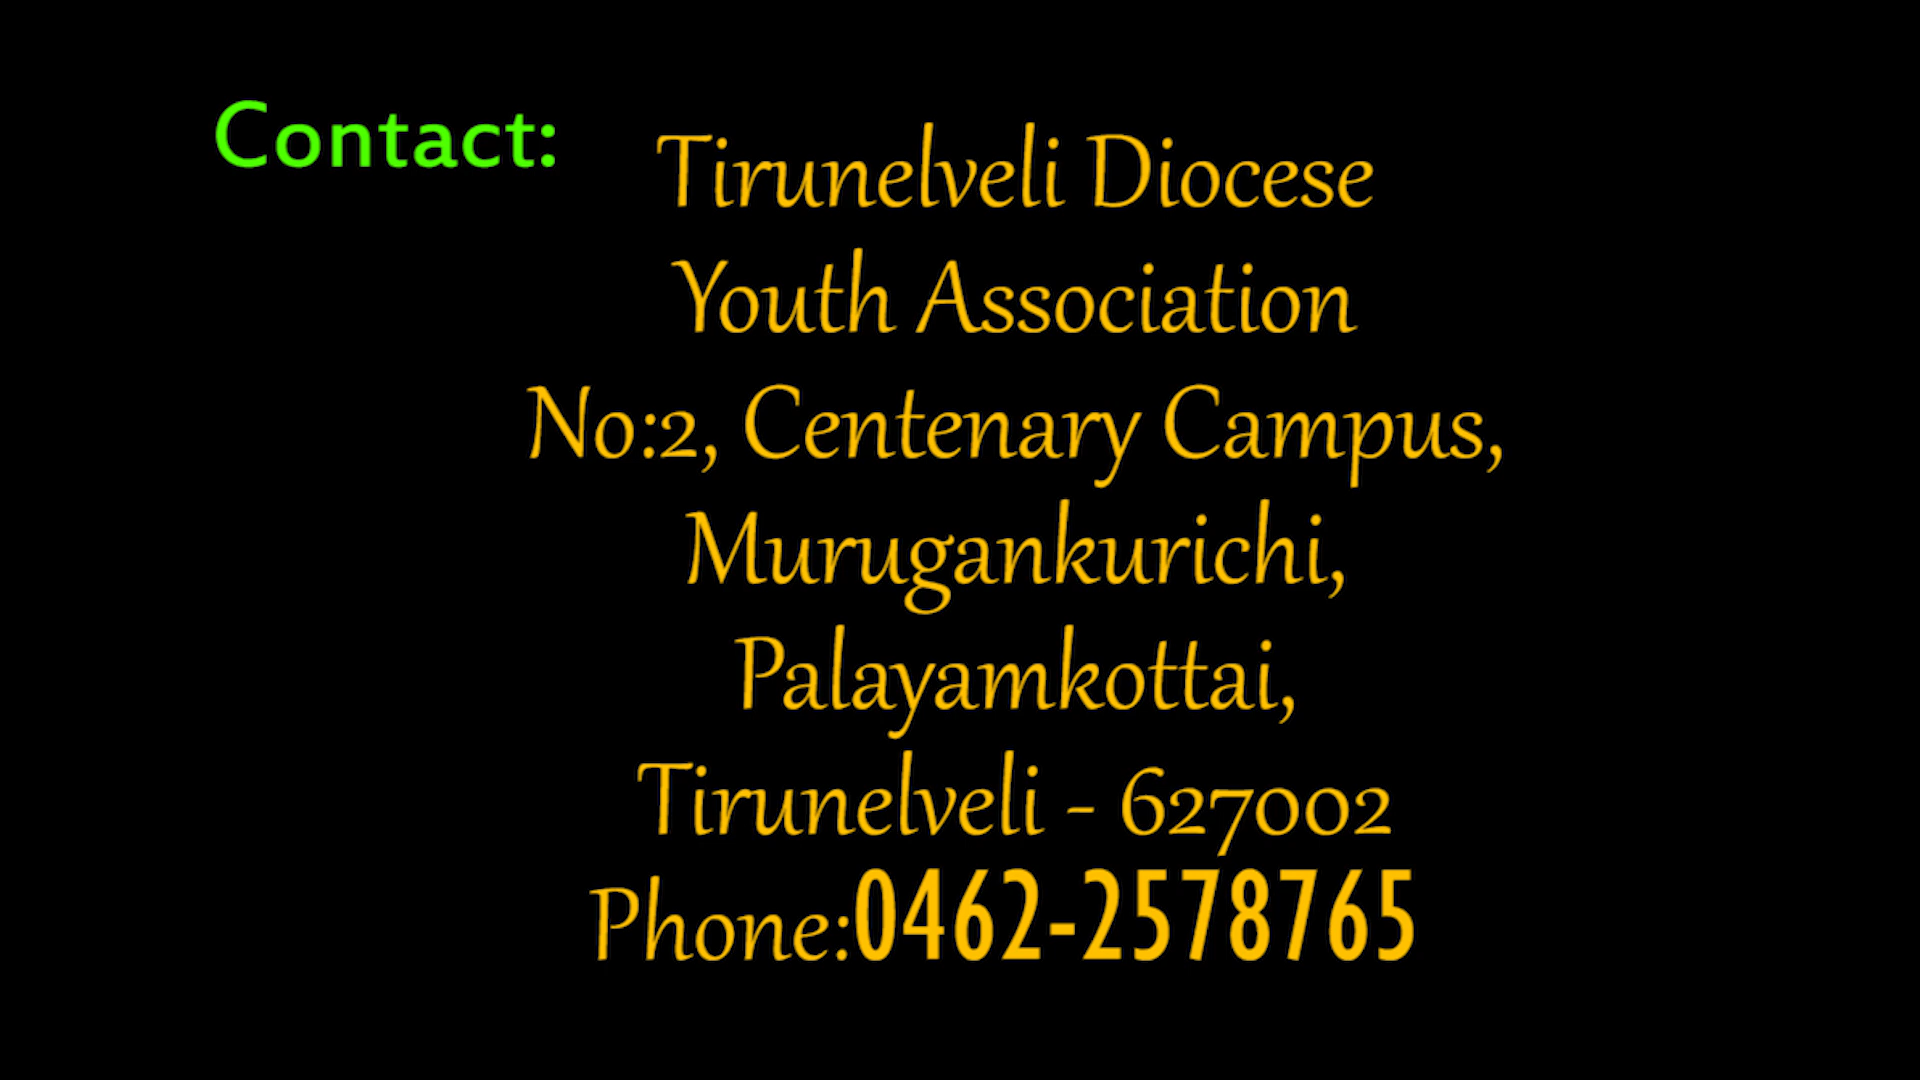 Contact:
Tirunelveli Diocese
Youth Association
No:2, Centenary Campus,
Murugankurichi,
Palayamkottai,
Tirunelveli - 627002
Phone:0462-2578765